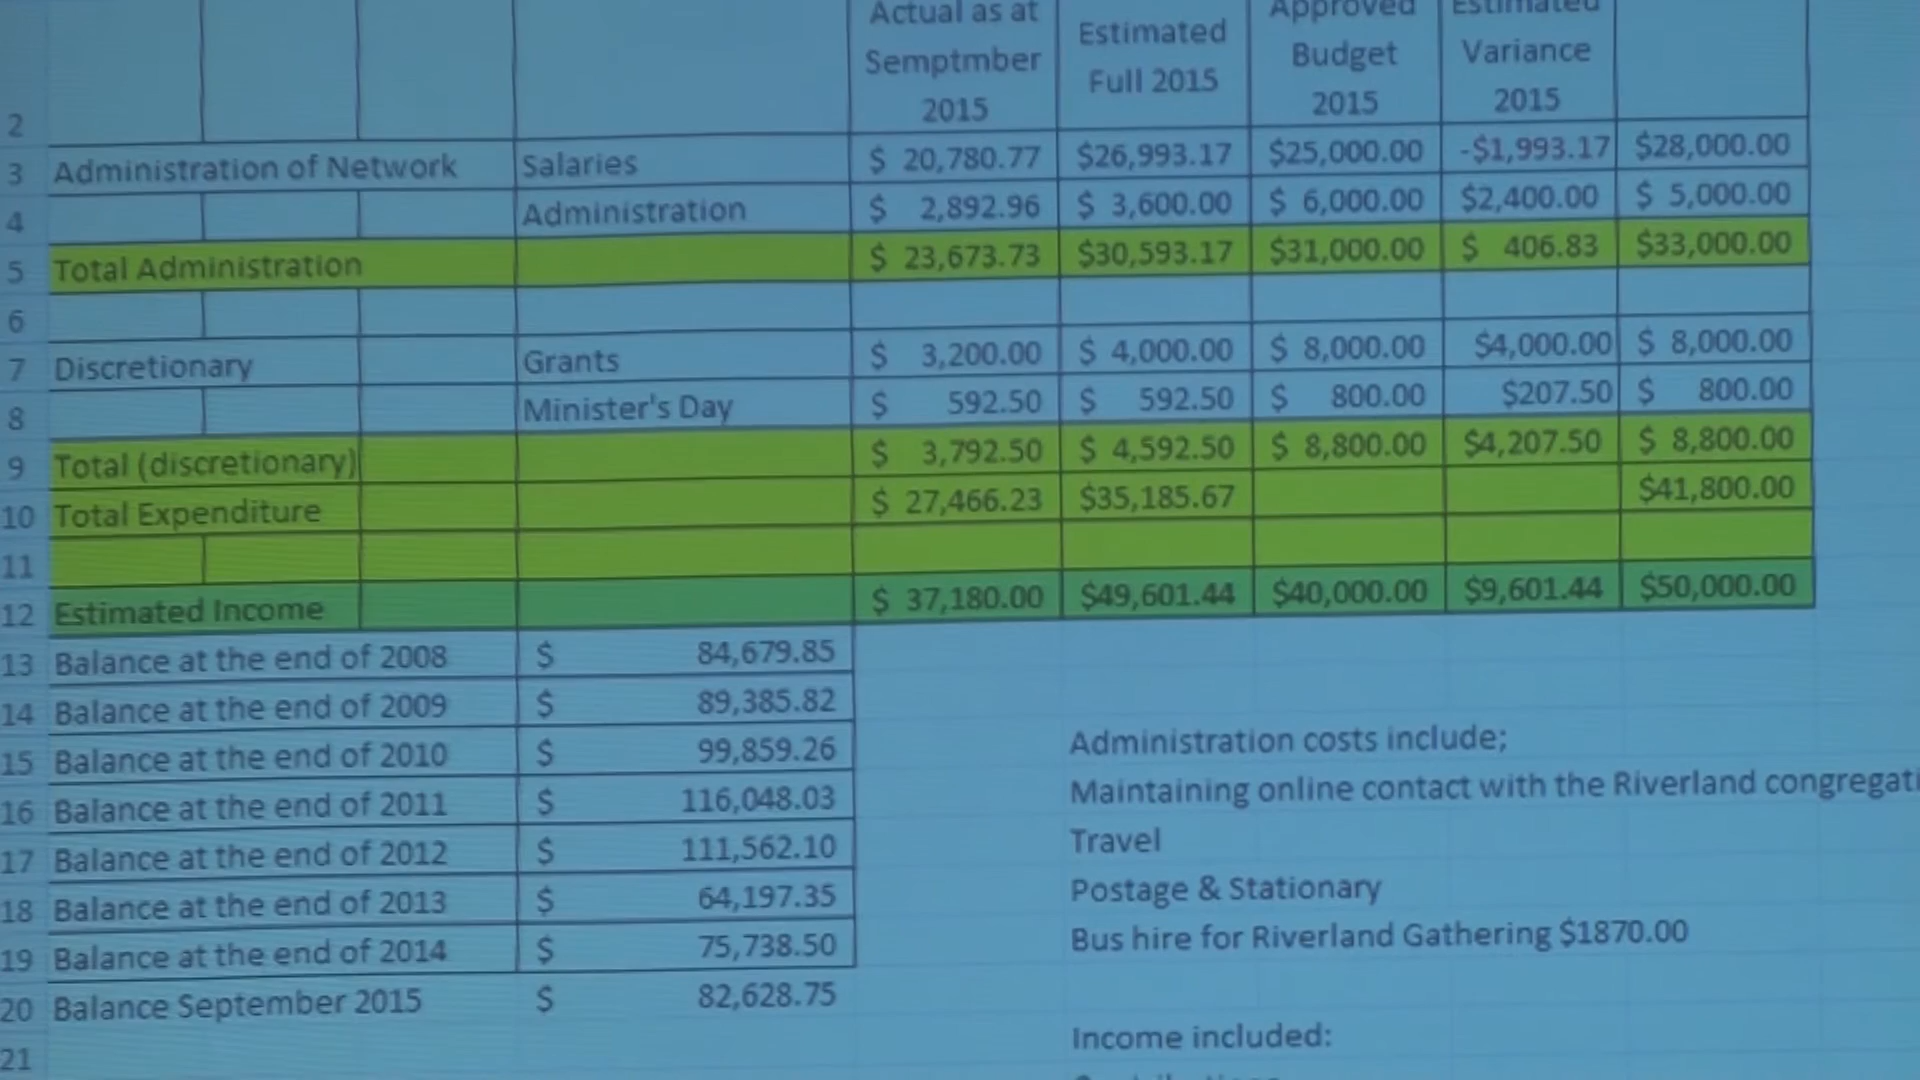 Actual as at
Semptmber
2015
Estimated
Full 2015
Approved
Budget
2015
Estimated
Variance
2015
2
3 Administration of Network Salaries $ 20,780.77 $26,993.17 $25,000.00 -$1,993.17 $28,000.00
4 Administration $ 2,892.96 $ 3,600.00 $ 6,000.00 $2,400.00 $ 5,000.00
5 Total Administration $ 23,673.73 $30,593.17 $31,000.00 $ 406.83 $33,000.00
6
7 Discretionary Grants $ 3,200.00 $ 4,000.00 $ 8,000.00 $4,000.00 $ 8,000.00
8 Minister's Day $ 592.50 $ 592.50 $ 800.00 $207.50 $ 800.00
9 Total (discretionary) $ 3,792.50 $ 4,592.50 $ 8,800.00 $4,207.50 $ 8,800.00
10 Total Expenditure $ 27,466.23 $35,185.67 $41,800.00
11
12 Estimated Income $ 37,180.00 $49,601.44 $40,000.00 $9,601.44 $50,000.00
13 Balance at the end of 2008 $ 84,679.85
14 Balance at the end of 2009 $ 89,385.82
15 Balance at the end of 2010 $ 99,859.26
16 Balance at the end of 2011 $ 116,048.03
17 Balance at the end of 2012 $ 111,562.10
18 Balance at the end of 2013 $ 64,197.35
19 Balance at the end of 2014 $ 75,738.50
20 Balance September 2015 $ 82,628.75
21
Administration costs include;
Maintaining online contact with the Riverland congregati
Travel
Postage & Stationary
Bus hire for Riverland Gathering $1870.00
Income included: